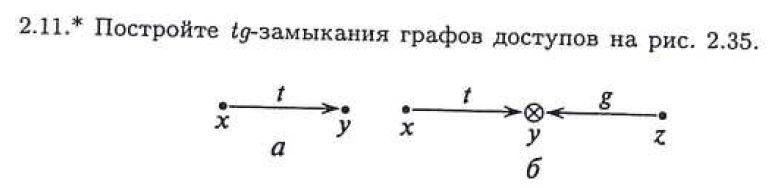 2.11.* Постройте tg-замыкания графов доступов на рис. 2.35.
t t g
x y x y z
а б